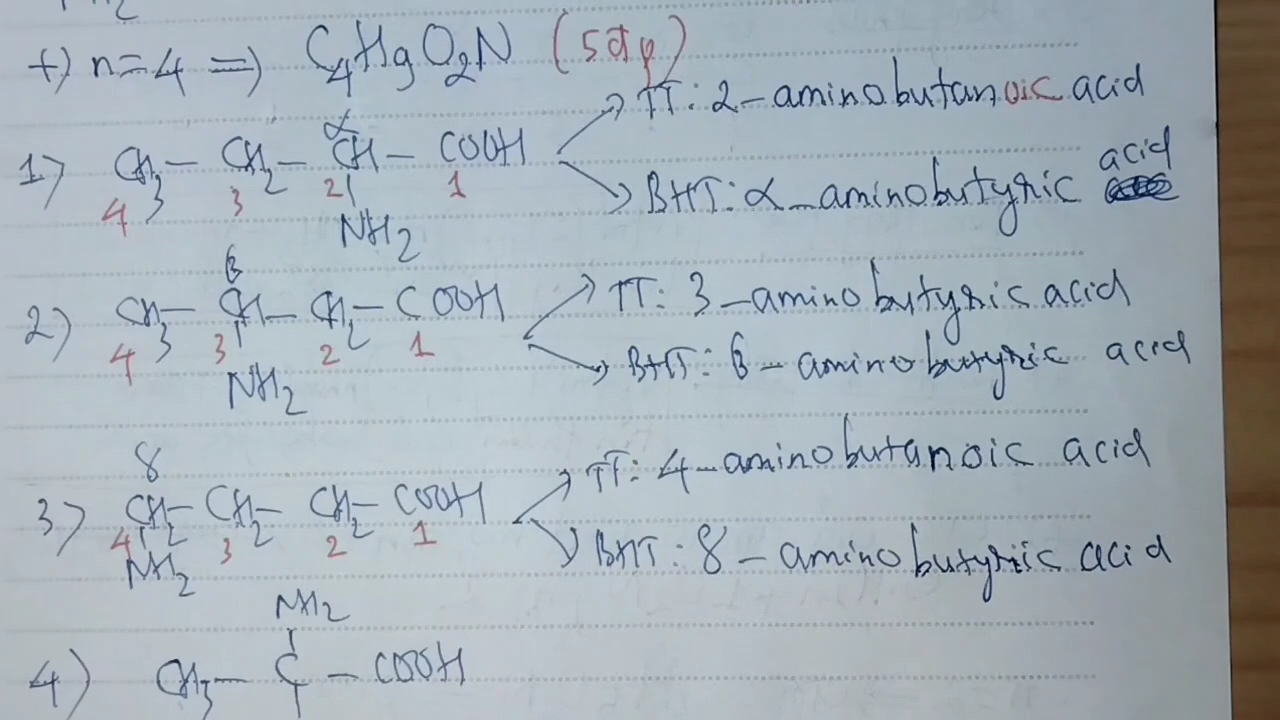 +) n=4 => C4H9O2N (5đp)
1) CH3 – CH2 – CH – COOH
α
4 3 2 1
NH2
TT: 2-aminobutanoic acid
BHT: α-aminobutyric acid
2) CH3 – CH – CH2 – COOH
β
4 3 2 1
NH2
TT: 3-aminobutyric acid
BHT: β-aminobutyric acid
3) CH2 – CH2 – CH2 – COOH
8
4 3 2 1
NH2
TT: 4-aminobutanoic acid
BHT: 8-aminobutyric acid
NH2
4) CH3 – C – COOH